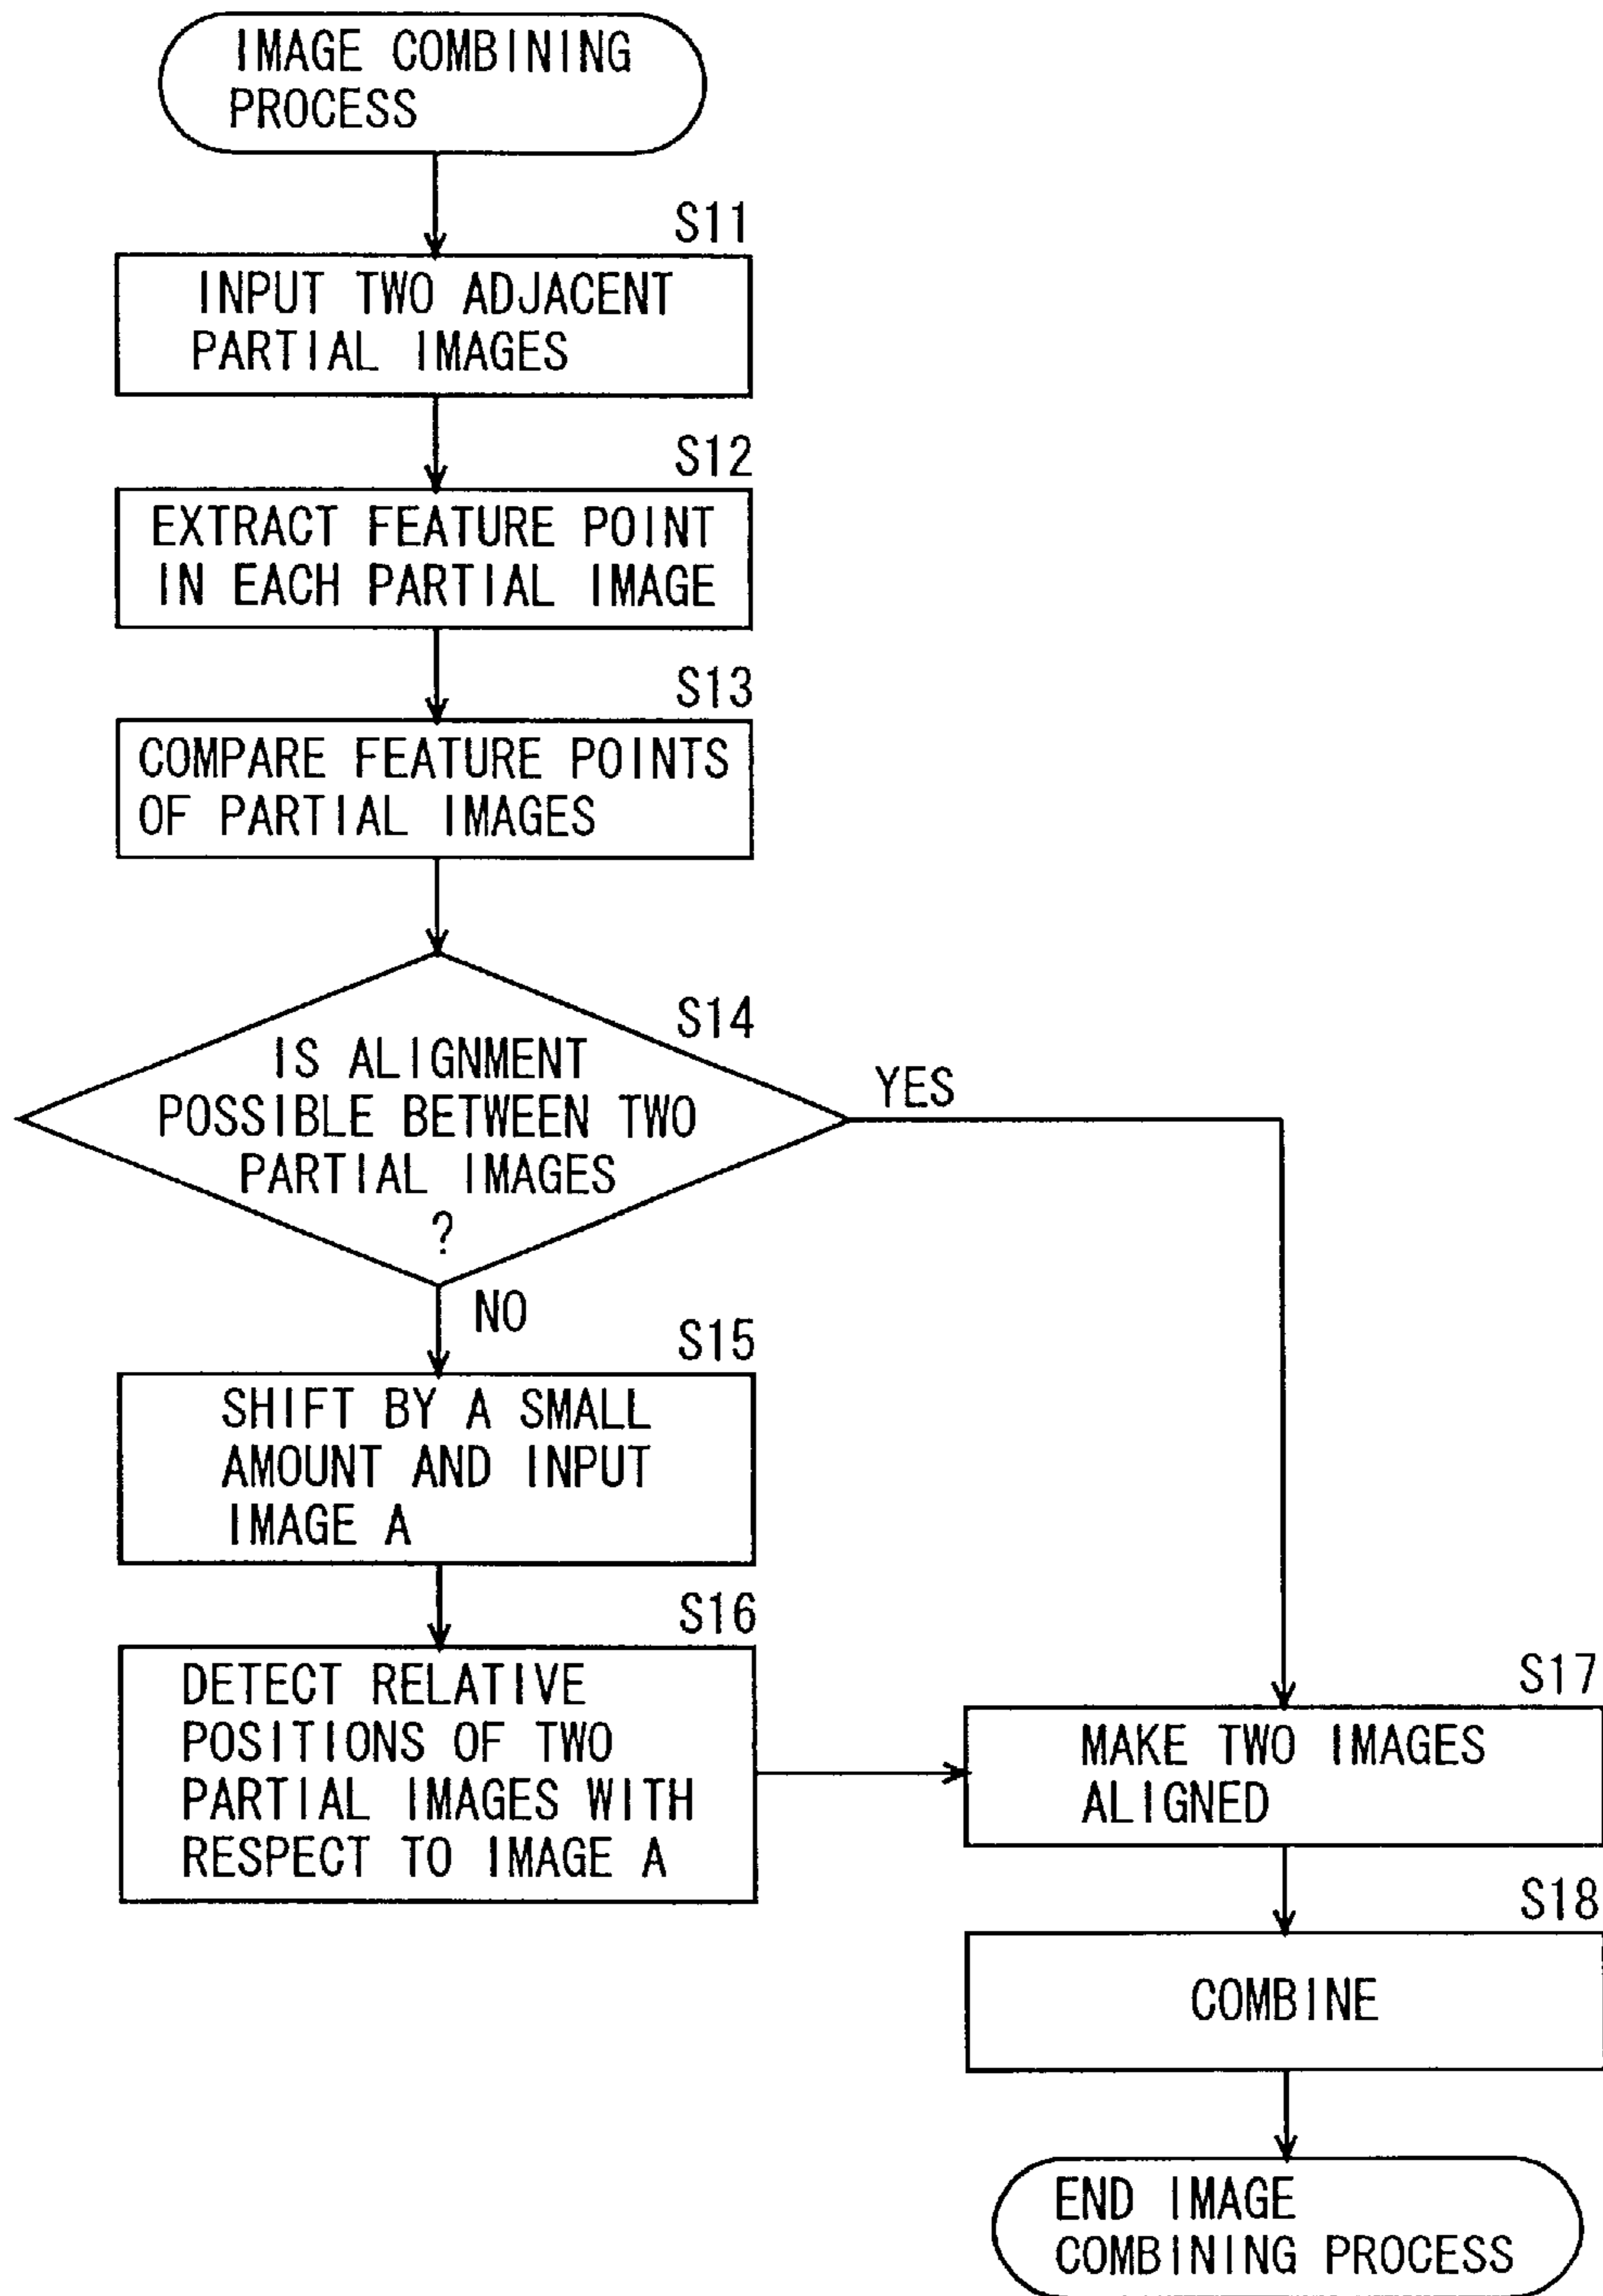 IMAGE COMBINING
PROCESS
S11
INPUT TWO ADJACENT
PARTIAL IMAGES
S12
EXTRACT FEATURE POINT
IN EACH PARTIAL IMAGE
S13
COMPARE FEATURE POINTS
OF PARTIAL IMAGES
S14
IS ALIGNMENT
POSSIBLE BETWEEN TWO
PARTIAL IMAGES
?
YES
NO
S15
SHIFT BY A SMALL
AMOUNT AND INPUT
IMAGE A
S16
DETECT RELATIVE
POSITIONS OF TWO
PARTIAL IMAGES WITH
RESPECT TO IMAGE A
S17
MAKE TWO IMAGES
ALIGNED
S18
COMBINE
END IMAGE
COMBINING PROCESS